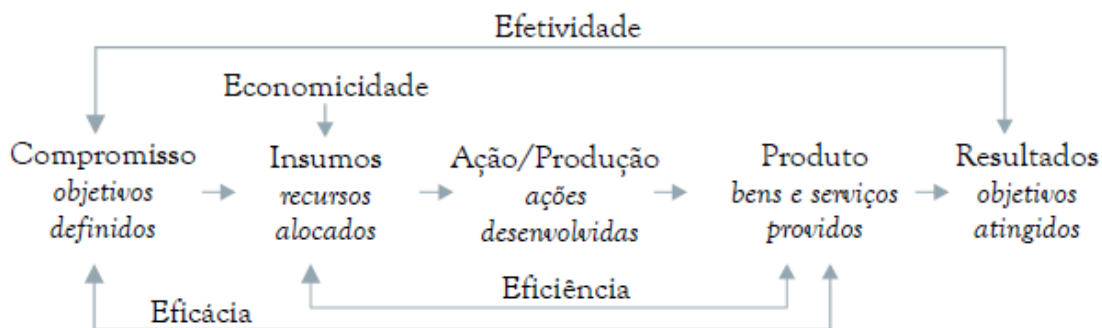 Efetividade
Economicidade
Compromisso
objetivos
definidos
Insumos
recursos
alocados
Ação/Produção
ações
desenvolvidas
Produto
bens e serviços
providos
Resultados
objetivos
atingidos
Eficiência
Eficácia